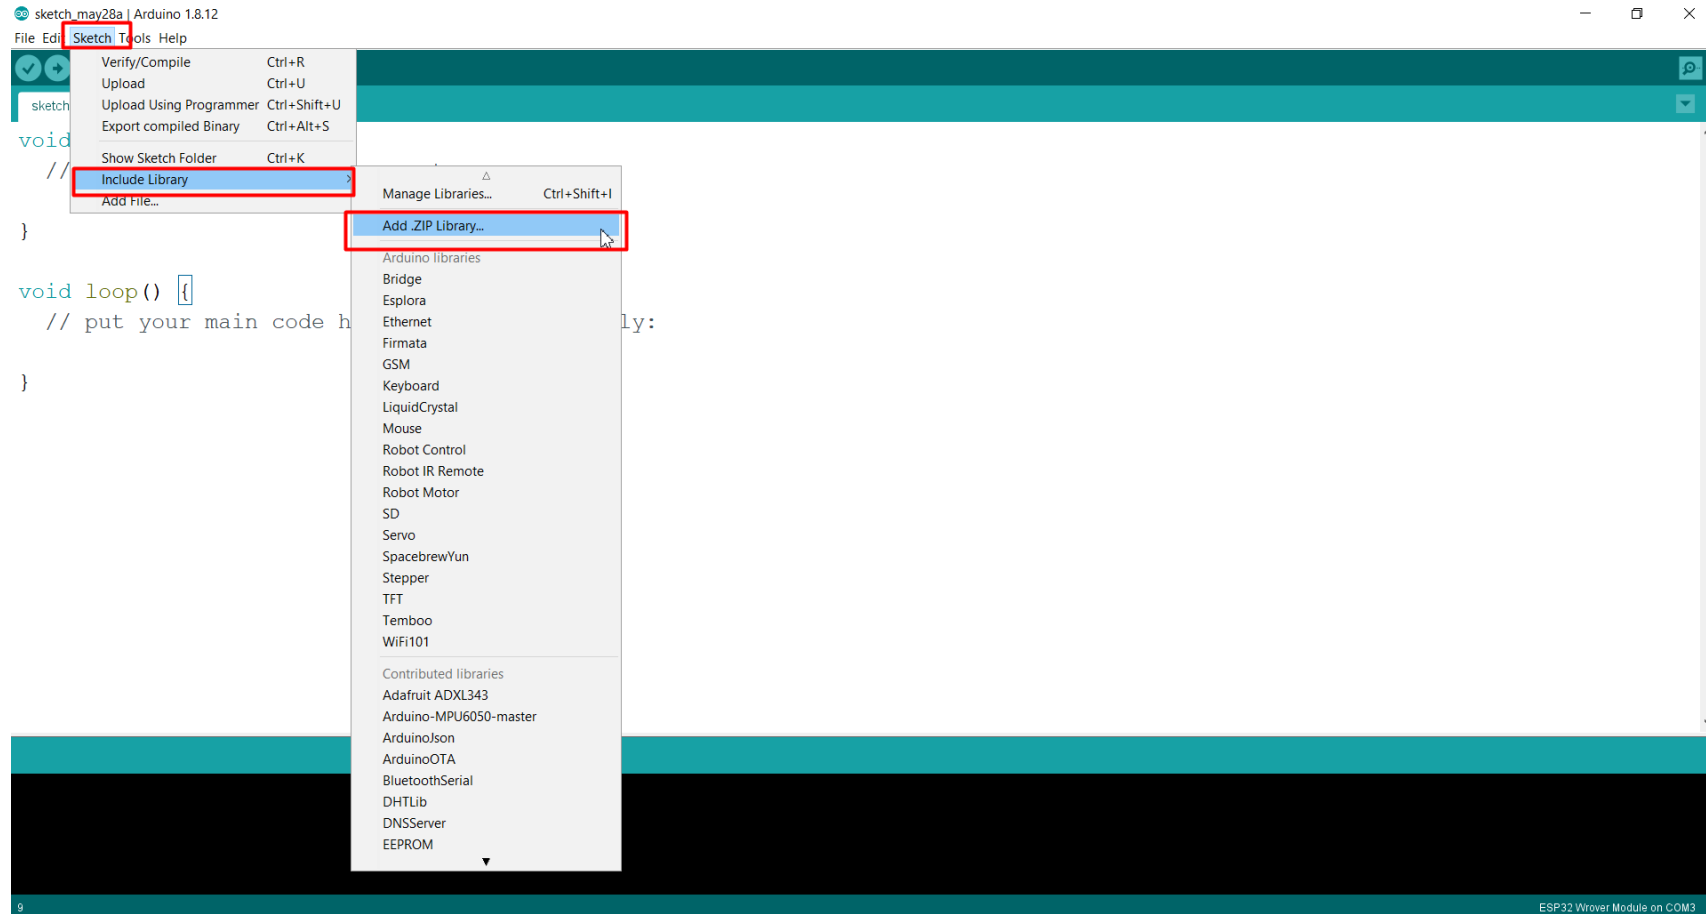 sketch_may28a | Arduino 1.8.12
File Edit Sketch Tools Help
Verify/Compile Ctrl+R
Upload Ctrl+U
Upload Using Programmer Ctrl+Shift+U
Export compiled Binary Ctrl+Alt+S
Show Sketch Folder Ctrl+K
Include Library
Add File...
Manage Libraries... Ctrl+Shift+I
Add .ZIP Library...
Arduino libraries
Bridge
Esplora
Ethernet
Firmata
GSM
Keyboard
LiquidCrystal
Mouse
Robot Control
Robot IR Remote
Robot Motor
SD
Servo
SpacebrewYun
Stepper
TFT
Temboo
WiFi101
Contributed libraries
Adafruit ADXL343
Arduino-MPU6050-master
ArduinoJson
ArduinoOTA
BluetoothSerial
DHTLib
DNSServer
EEPROM
sketch
void
//
}
void loop() {
// put your main code h ly:
}
9
ESP32 Wrover Module on COM3